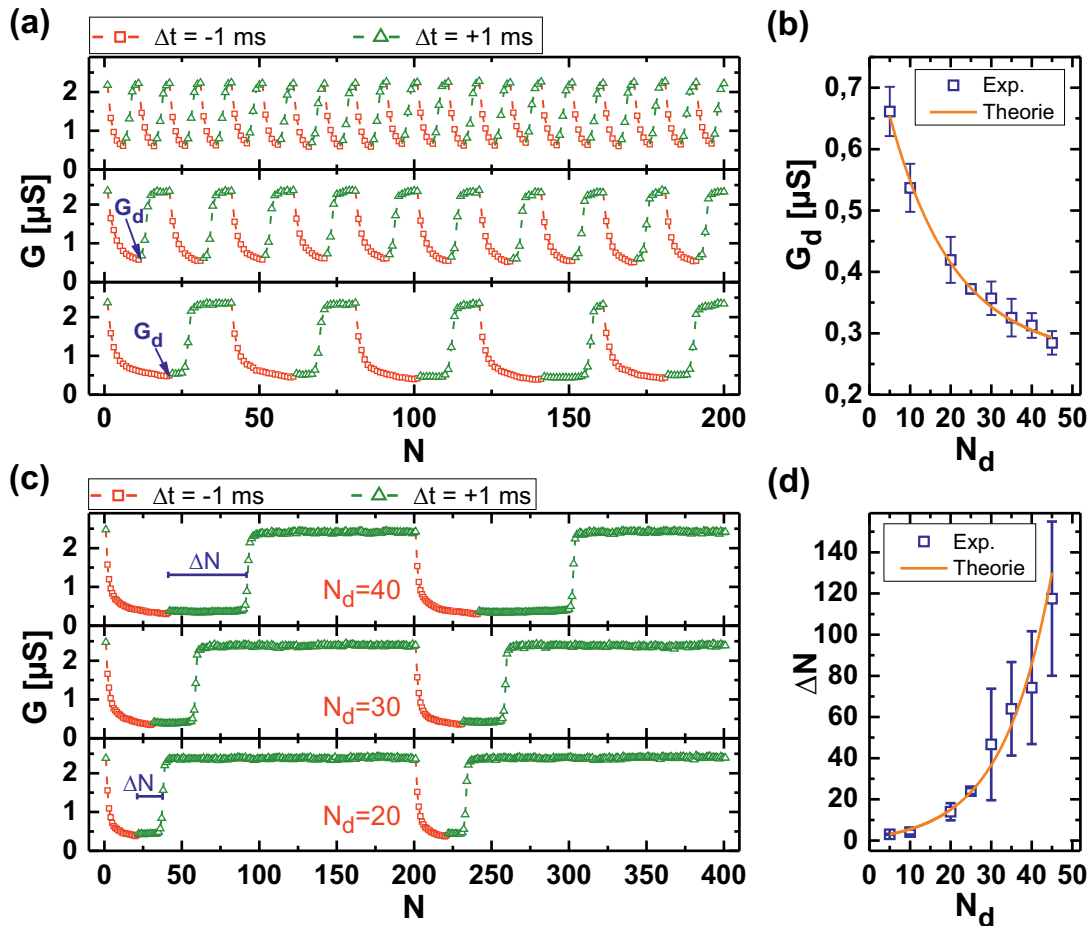 (a)
Δt = -1 ms
Δt = +1 ms
2
1
0
2
1
0
2
1
0
G [µS]
G_d
G_d
0
50
100
150
200
N
(b)
Exp.
Theorie
0,7
0,6
0,5
0,4
0,3
0,2
G_d [µS]
0 10 20 30 40 50
N_d
(c)
Δt = -1 ms
Δt = +1 ms
2
1
0
2
1
0
2
1
0
G [µS]
ΔN
N_d=40
N_d=30
ΔN
N_d=20
0 50 100 150 200 250 300 350 400
N
(d)
Exp.
Theorie
140
120
100
80
60
40
20
0
ΔN
0 10 20 30 40 50
N_d